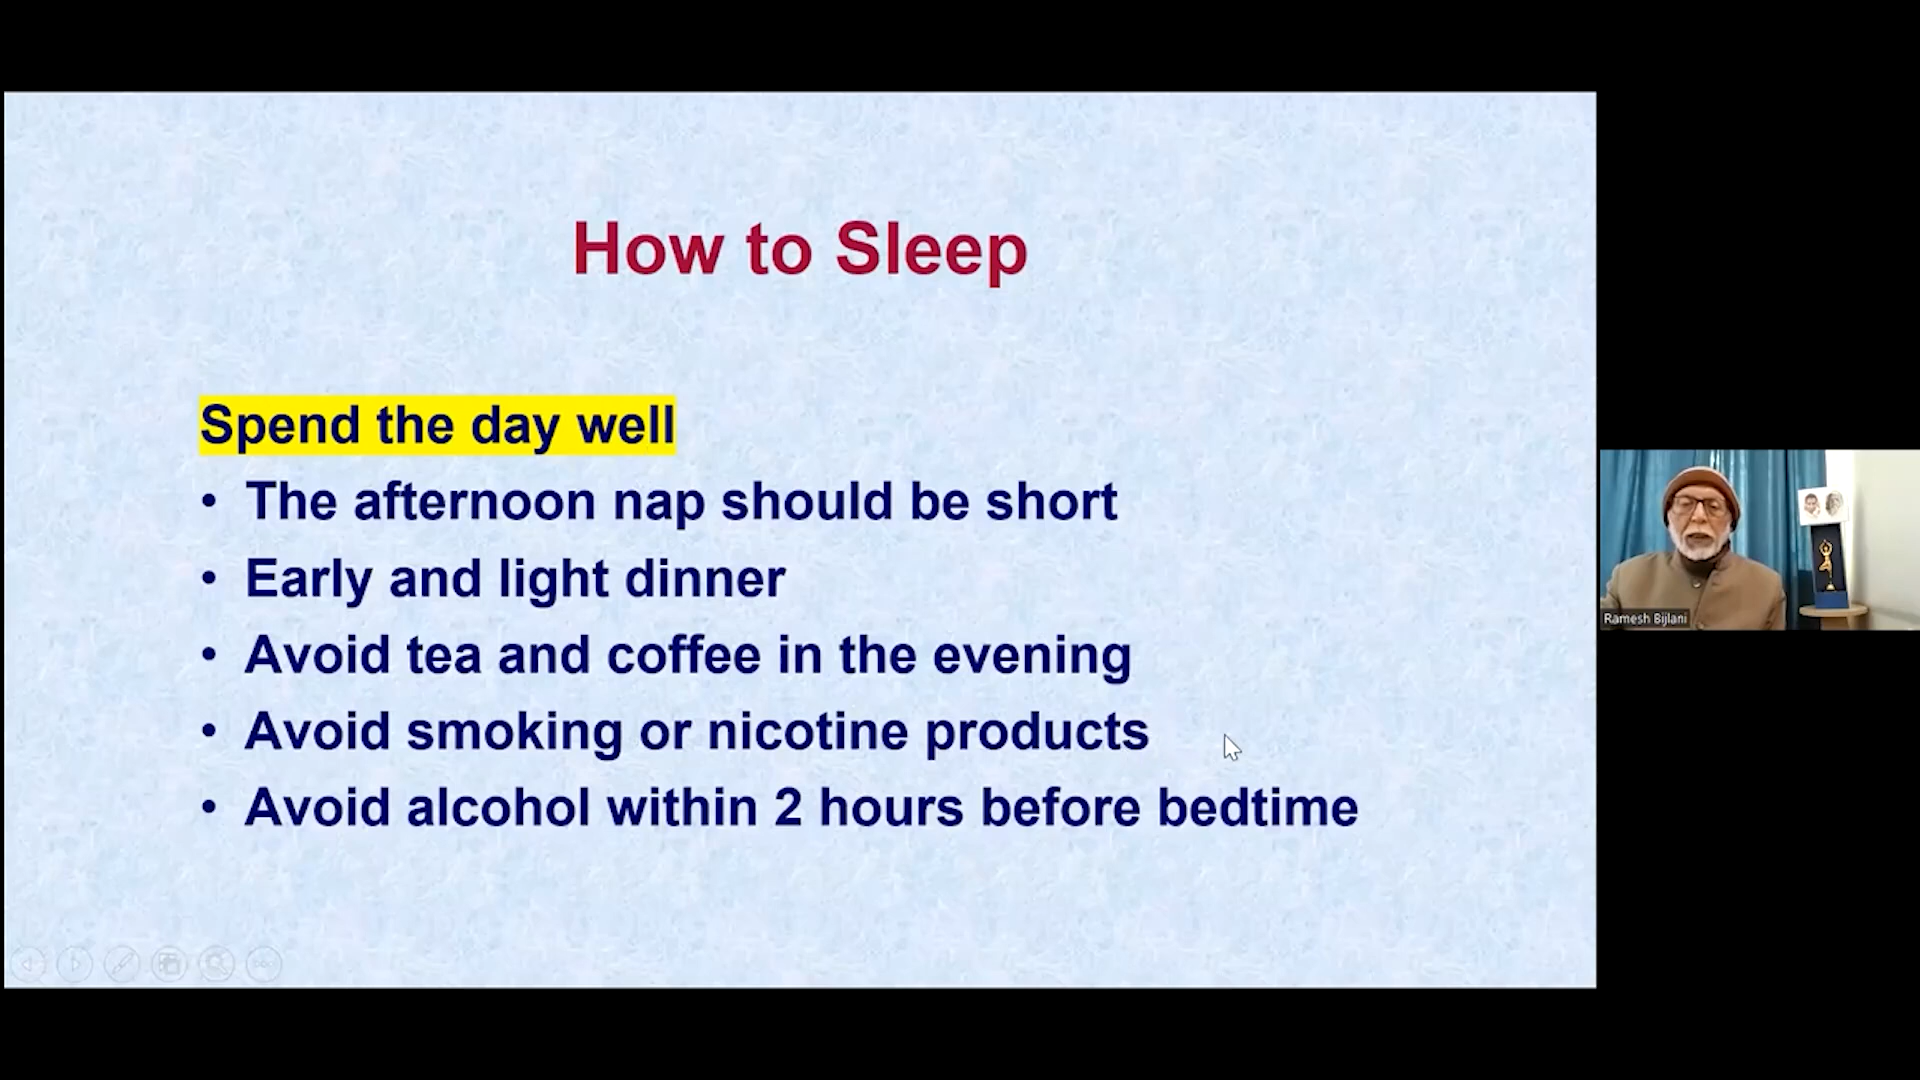 How to Sleep
Spend the day well
• The afternoon nap should be short
• Early and light dinner
• Avoid tea and coffee in the evening
• Avoid smoking or nicotine products
• Avoid alcohol within 2 hours before bedtime
Ramesh Bijlani